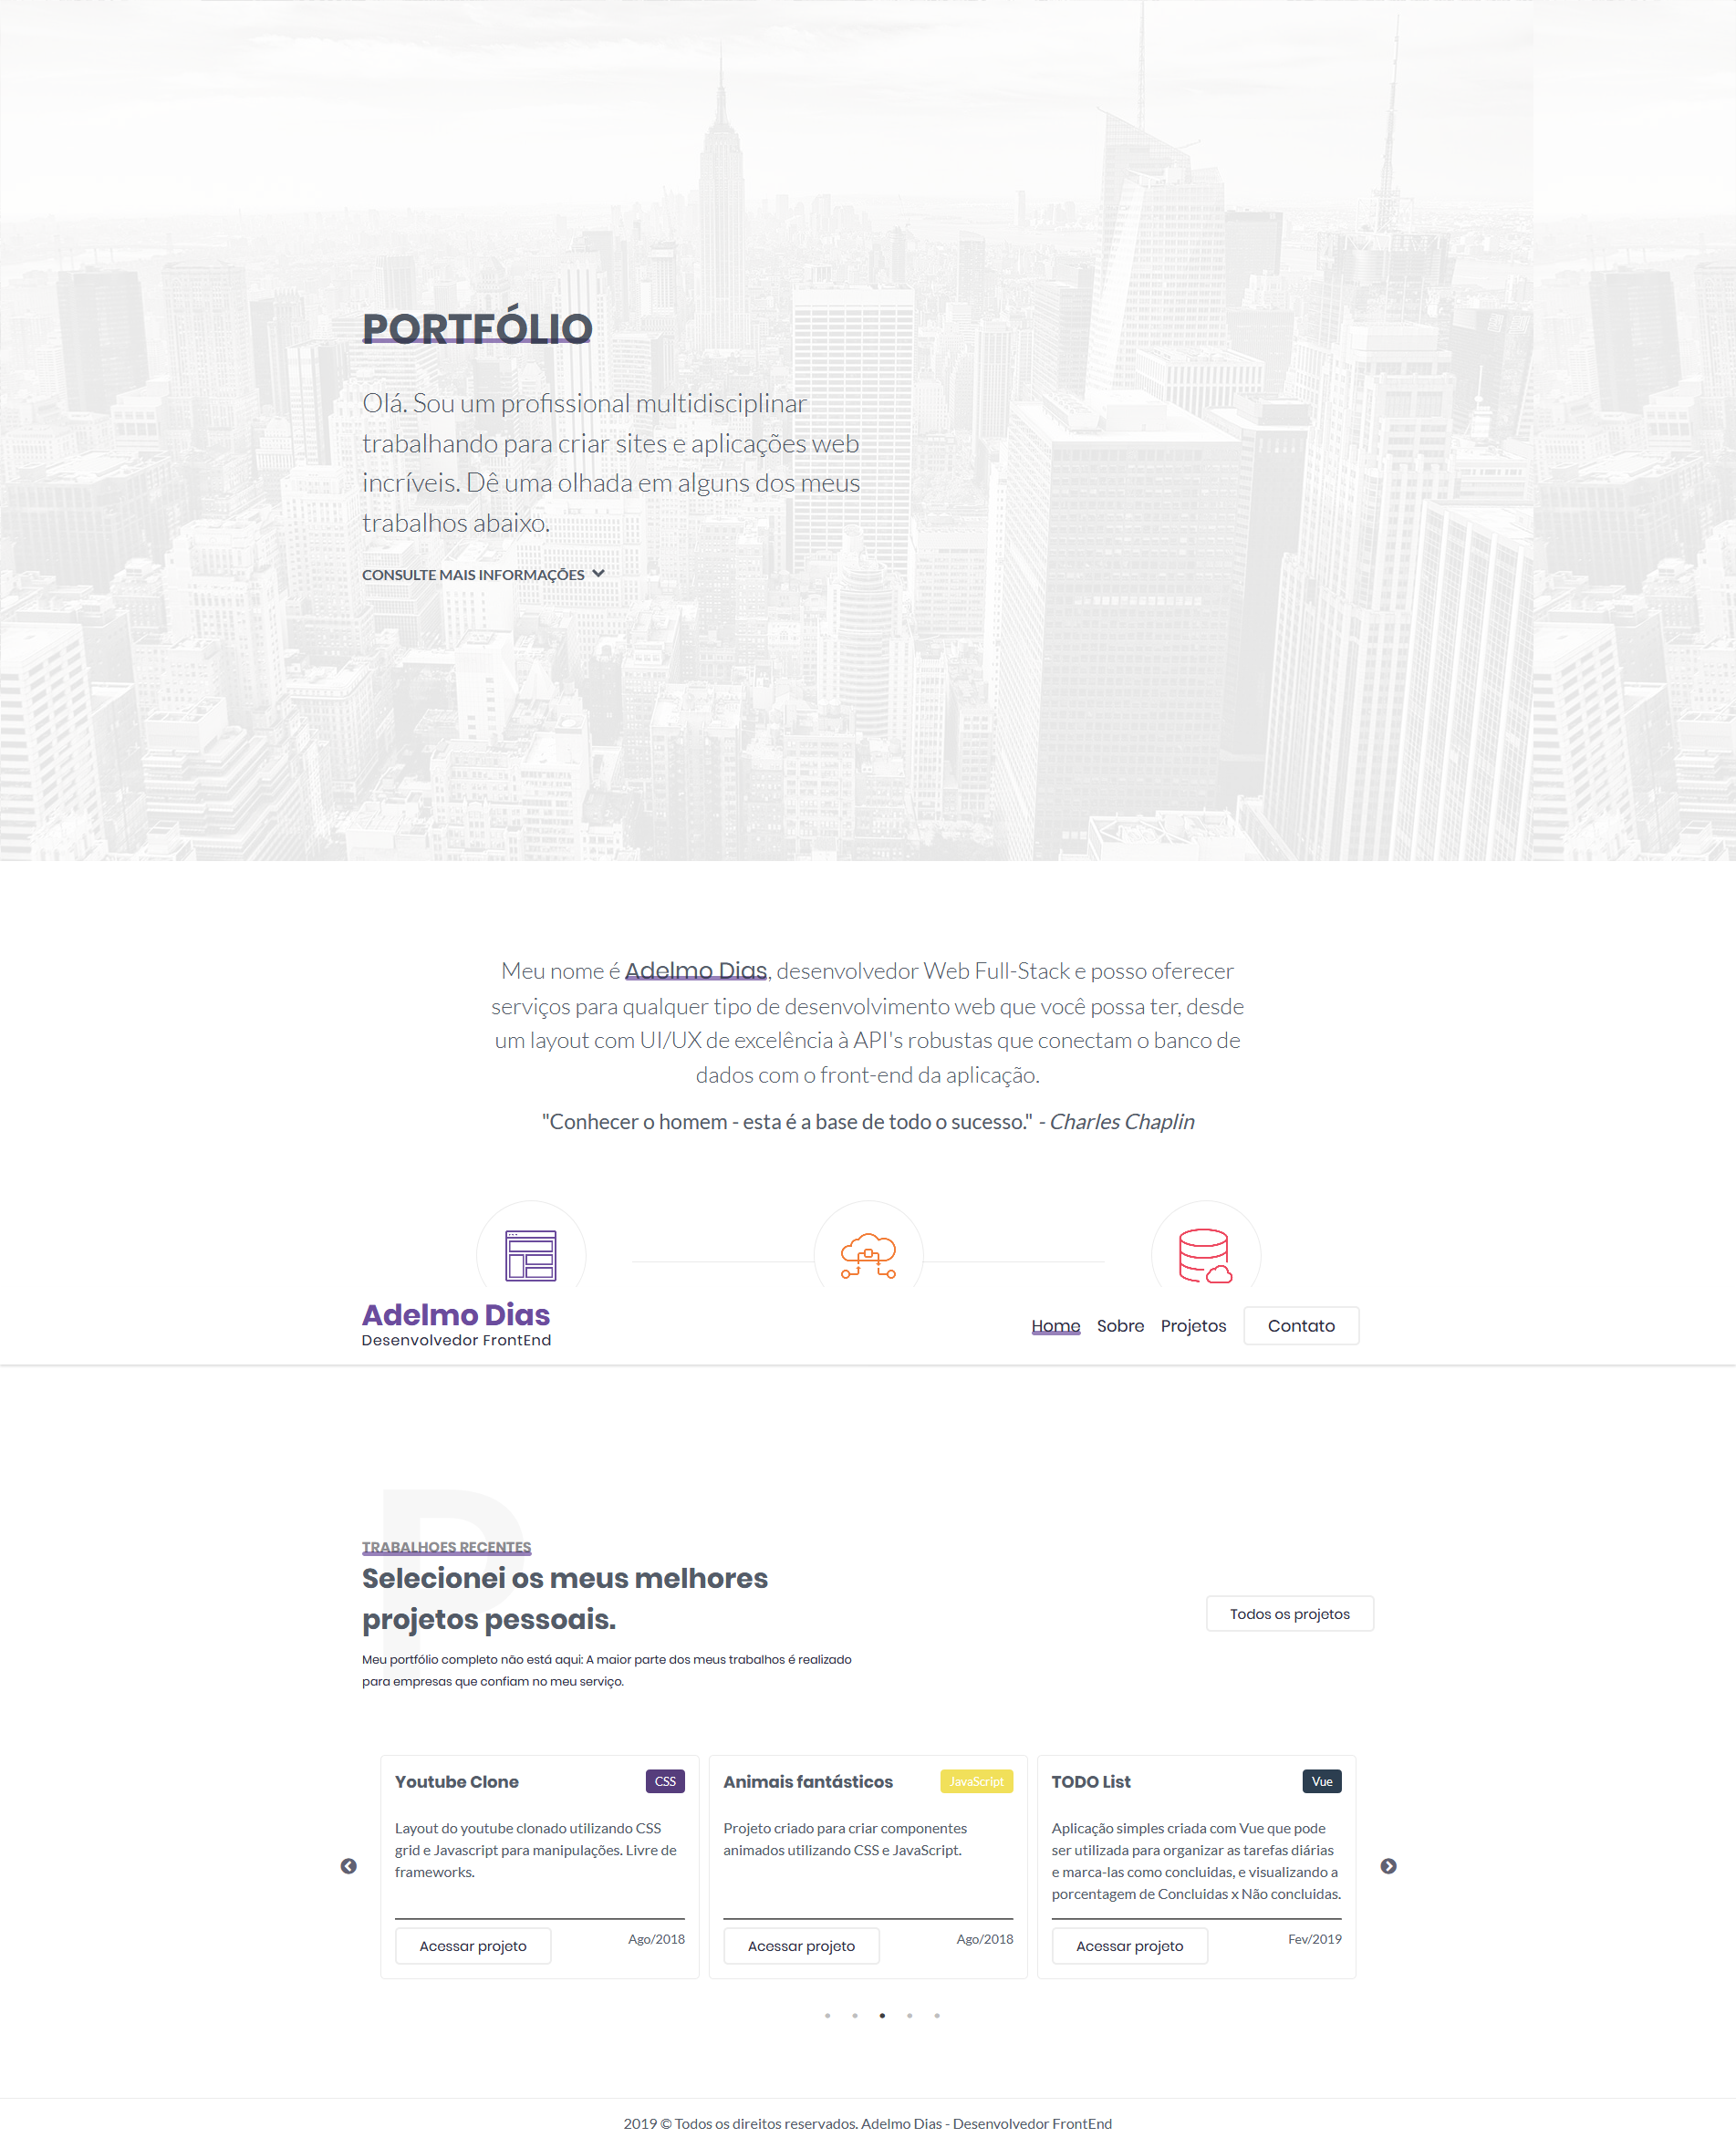 PORTFÓLIO
Olá. Sou um profissional multidisciplinar
trabalhando para criar sites e aplicações web
incríveis. Dê uma olhada em alguns dos meus
trabalhos abaixo.
CONSULTE MAIS INFORMAÇÕES
Meu nome é Adelmo Dias, desenvolvedor Web Full-Stack e posso oferecer
serviços para qualquer tipo de desenvolvimento web que você possa ter, desde
um layout com UI/UX de excelência à API's robustas que conectam o banco de
dados com o front-end da aplicação.
"Conhecer o homem - esta é a base de todo o sucesso." - Charles Chaplin
Adelmo Dias
Desenvolvedor FrontEnd
Home Sobre Projetos Contato
P
TRABALHOES RECENTES
Selecionei os meus melhores
projetos pessoais.
Meu portfólio completo não está aqui: A maior parte dos meus trabalhos é realizado
para empresas que confiam no meu serviço.
Todos os projetos
Youtube Clone CSS
Layout do youtube clonado utilizando CSS
grid e Javascript para manipulações. Livre de
frameworks.
Acessar projeto Ago/2018
Animais fantásticos JavaScript
Projeto criado para criar componentes
animados utilizando CSS e JavaScript.
Acessar projeto Ago/2018
TODO List Vue
Aplicação simples criada com Vue que pode
ser utilizada para organizar as tarefas diárias
e marca-las como concluidas, e visualizando a
porcentagem de Concluidas x Não concluidas.
Acessar projeto Fev/2019
2019 © Todos os direitos reservados. Adelmo Dias - Desenvolvedor FrontEnd